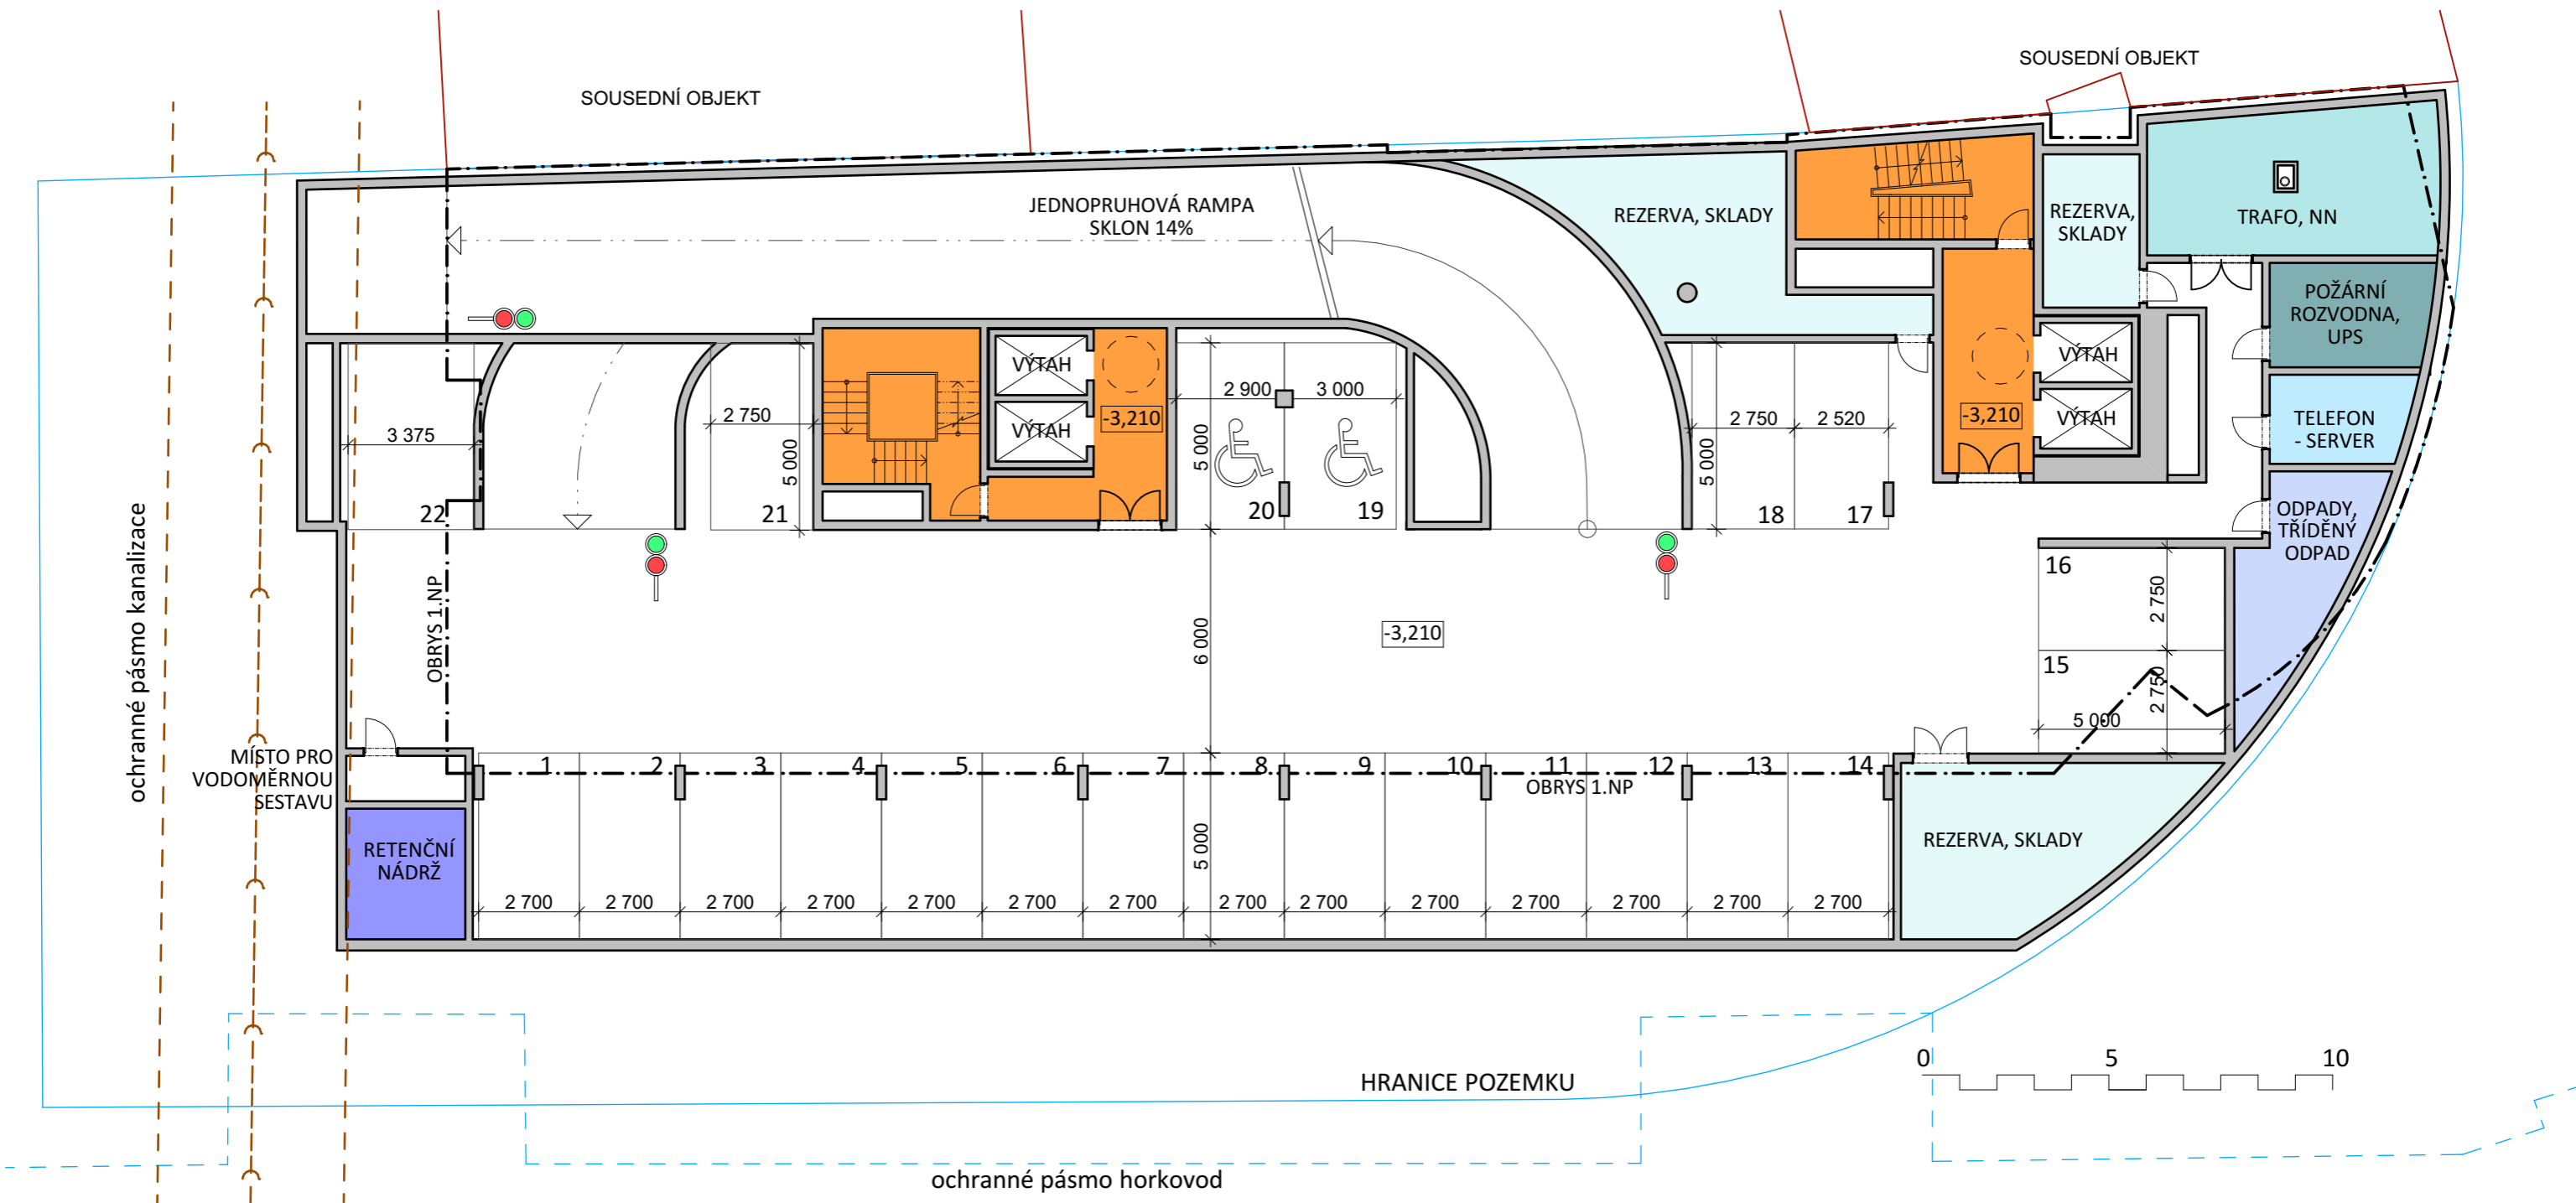 SOUSEDNÍ OBJEKT
SOUSEDNÍ OBJEKT
JEDNOPRUHOVÁ RAMPA
SKLON 14%
REZERVA, SKLADY
REZERVA,
SKLADY
TRAFO, NN
POŽÁRNÍ
ROZVODNA,
UPS
TELEFON
- SERVER
ODPADY,
TŘÍDĚNÝ
ODPAD
VÝTAH
VÝTAH
-3,210
VÝTAH
VÝTAH
-3,210
3 375
2 750
5 000
5 000
2 900
3 000
5 000
2 750
2 520
22
21
20
19
18
17
16
15
2 750
2 750
5 000
ochranné pásmo kanalizace
OBRYS 1.NP
6 000
-3,210
MÍSTO PRO
VODOMĚRNOU
SESTAVU
1
2
3
4
5
6
7
8
9
10
11
12
13
14
OBRYS 1.NP
RETENČNÍ
NÁDRŽ
5 000
REZERVA, SKLADY
2 700
2 700
2 700
2 700
2 700
2 700
2 700
2 700
2 700
2 700
2 700
2 700
2 700
2 700
0
5
10
HRANICE POZEMKU
ochranné pásmo horkovod